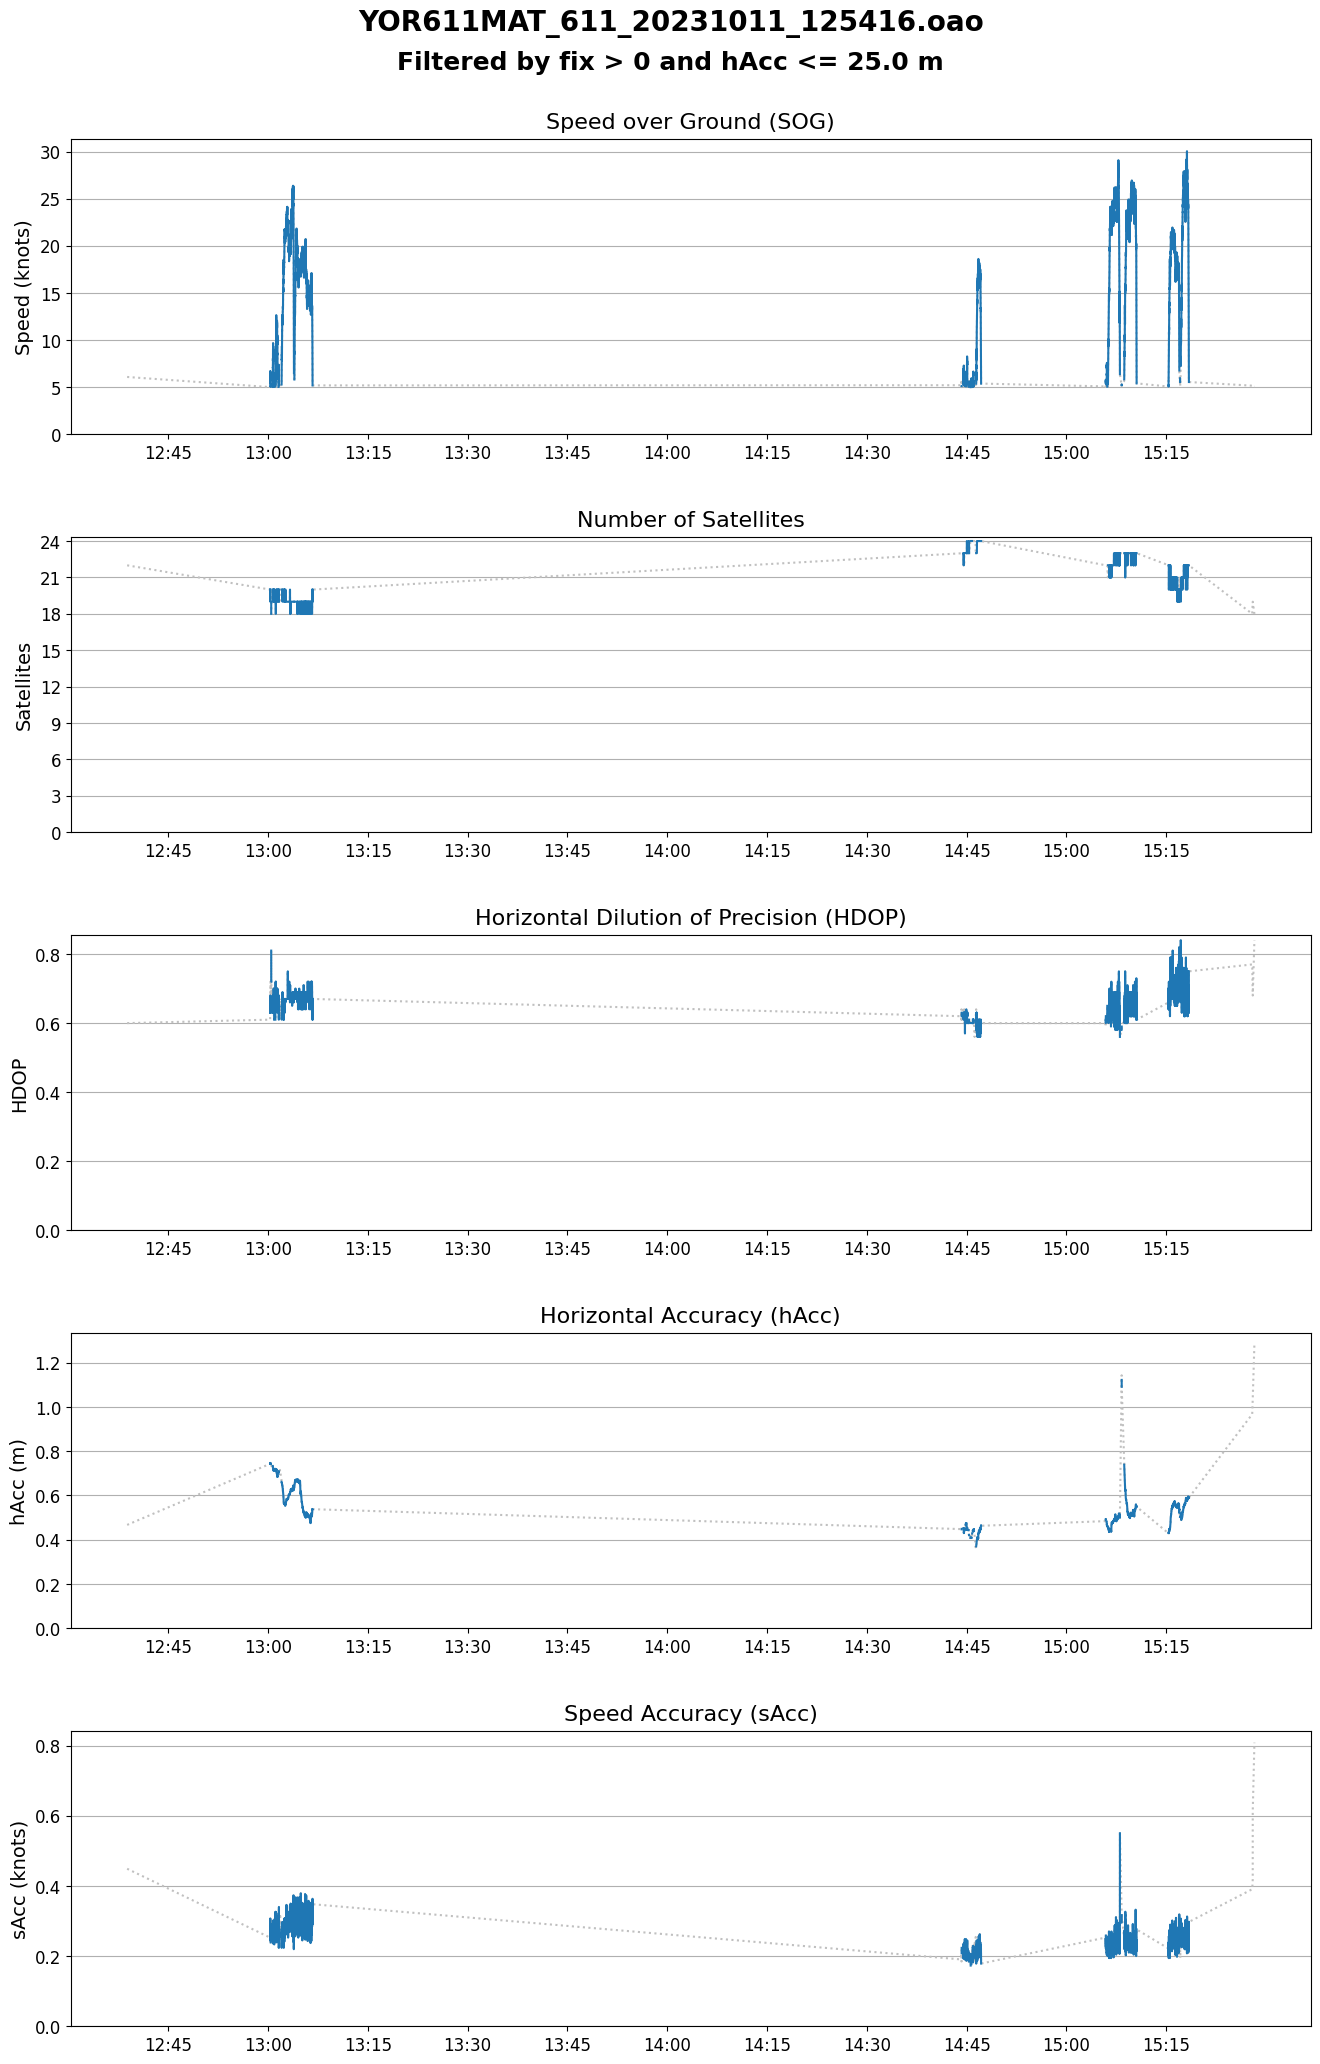 YOR611MAT_611_20231011_125416.oao
Filtered by fix > 0 and hAcc <= 25.0 m
Speed over Ground (SOG)
30
25
20
15
10
5
0
Speed (knots)
12:45 13:00 13:15 13:30 13:45 14:00 14:15 14:30 14:45 15:00 15:15
Number of Satellites
24
21
18
15
12
9
6
3
0
Satellites
12:45 13:00 13:15 13:30 13:45 14:00 14:15 14:30 14:45 15:00 15:15
Horizontal Dilution of Precision (HDOP)
0.8
0.6
0.4
0.2
0.0
HDOP
12:45 13:00 13:15 13:30 13:45 14:00 14:15 14:30 14:45 15:00 15:15
Horizontal Accuracy (hAcc)
1.2
1.0
0.8
0.6
0.4
0.2
0.0
hAcc (m)
12:45 13:00 13:15 13:30 13:45 14:00 14:15 14:30 14:45 15:00 15:15
Speed Accuracy (sAcc)
0.8
0.6
0.4
0.2
0.0
sAcc (knots)
12:45 13:00 13:15 13:30 13:45 14:00 14:15 14:30 14:45 15:00 15:15